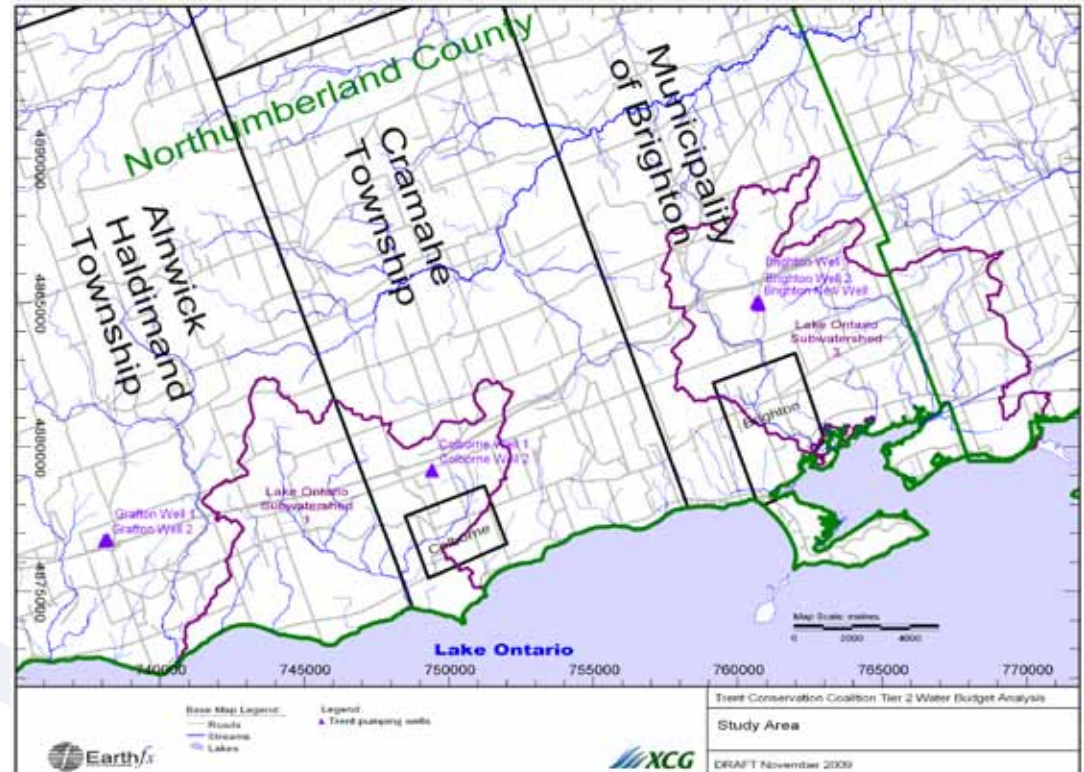 Northumberland County
Municipality
of Brighton
Cramahe
Township
Alnwick
Haldimand
Township
Brighton Well
Brighton Well 2
Brighton New Well
Lake Ontario
Subwatershed
3
Brighton
Colborne Well 1
Colborne Well 2
Lake Ontario
Subwatershed
1
Colborne
Grafton Well 1
Grafton Well 2
4890000
4885000
4880000
4875000
Map Scale: metres
0 2000 4000
Lake Ontario
740000 745000 750000 755000 760000 765000 770000
Base Map Legend:
Roads
Streams
Lakes
Legend:
Trent pumping wells
Earthfx
XCG
Trent Conservation Coalition Tier 2 Water Budget Analysis
Study Area
DRAFT November 2009